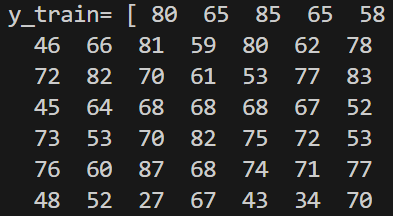 y_train= [ 80 65 85 65 58
46 66 81 59 80 62 78
72 82 70 61 53 77 83
45 64 68 68 68 67 52
73 53 70 82 75 72 53
76 60 87 68 74 71 77
48 52 27 67 43 34 70